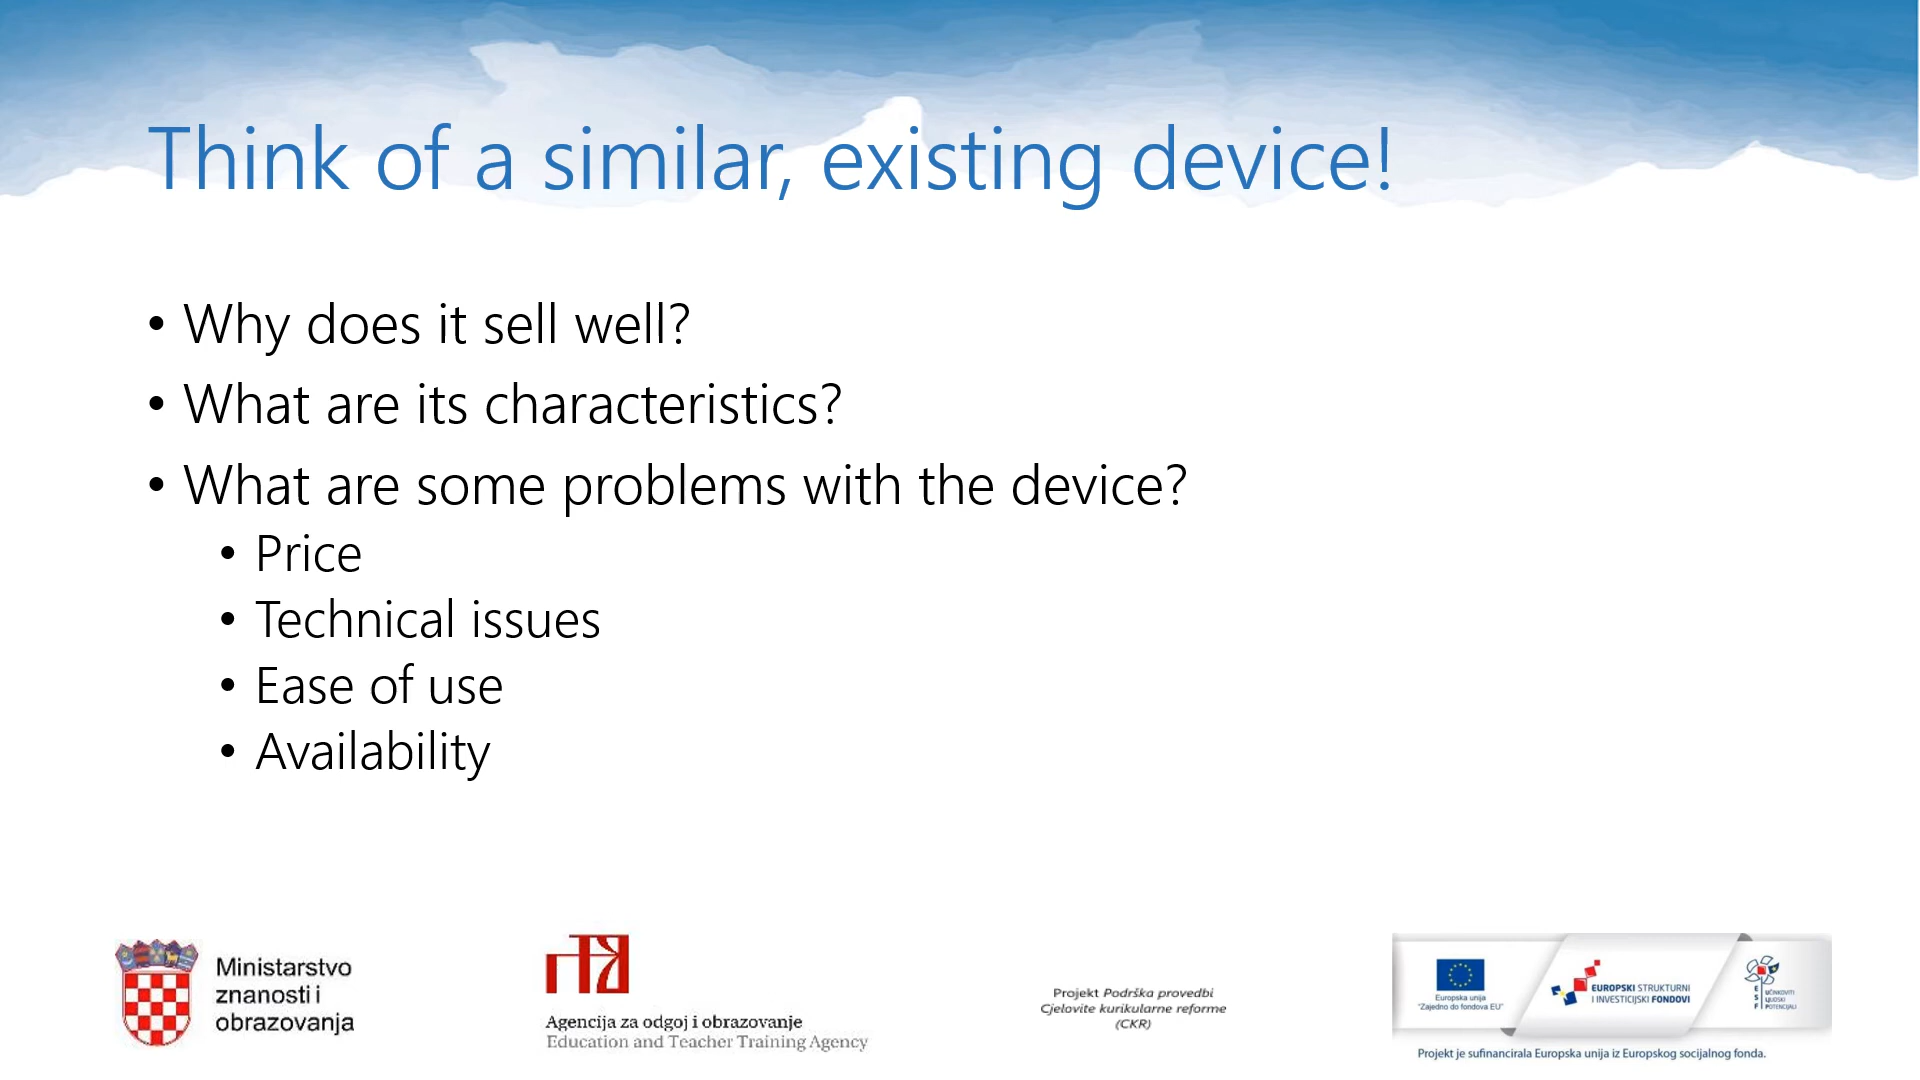 Think of a similar, existing device!
• Why does it sell well?
• What are its characteristics?
• What are some problems with the device?
• Price
• Technical issues
• Ease of use
• Availability
Ministarstvo
znanosti i
obrazovanja
Agencija za odgoj i obrazovanje
Education and Teacher Training Agency
Projekt Podrška provedbi
Cjelovite kurikularne reforme
(CKR)
Europska unija
"Zajedno do fondova EU"
EUROPSKI STRUKTURNI
I INVESTICIJSKI FONDOVI
E
S
F
UČINKOVITI
LJUDSKI
POTENCIJALI
Projekt je sufinancirala Europska unija iz Europskog socijalnog fonda.